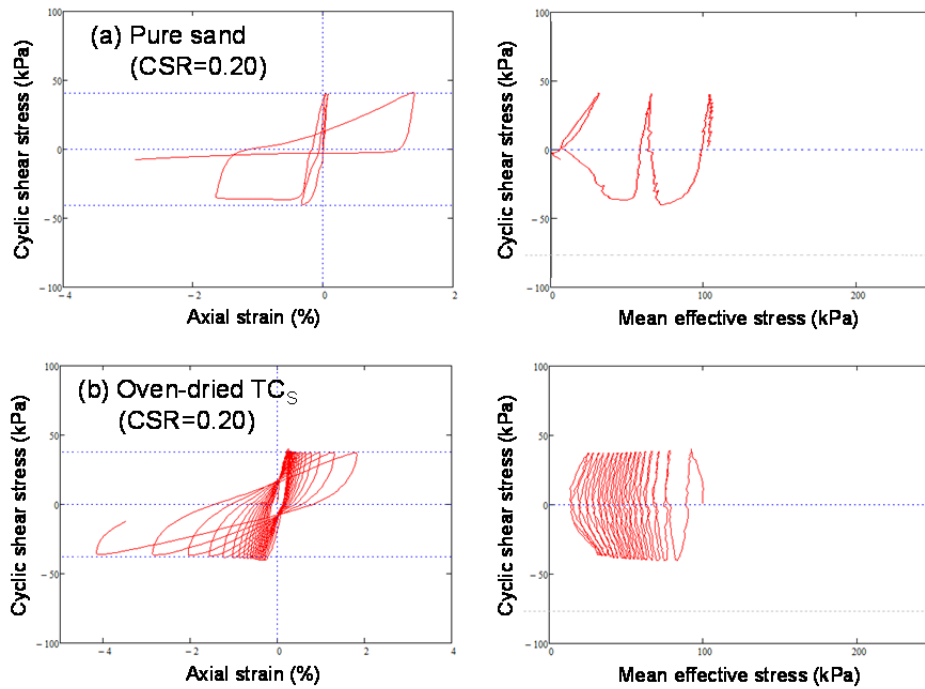 (a) Pure sand
(CSR=0.20)
Cyclic shear stress (kPa)
100
50
0
−50
−100
−4
−2
0
2
Axial strain (%)
Cyclic shear stress (kPa)
100
50
0
−50
−100
0
100
200
Mean effective stress (kPa)
(b) Oven-dried TCS
(CSR=0.20)
Cyclic shear stress (kPa)
100
50
0
−50
−100
−4
−2
0
2
4
Axial strain (%)
Cyclic shear stress (kPa)
100
50
0
−50
−100
0
100
200
Mean effective stress (kPa)